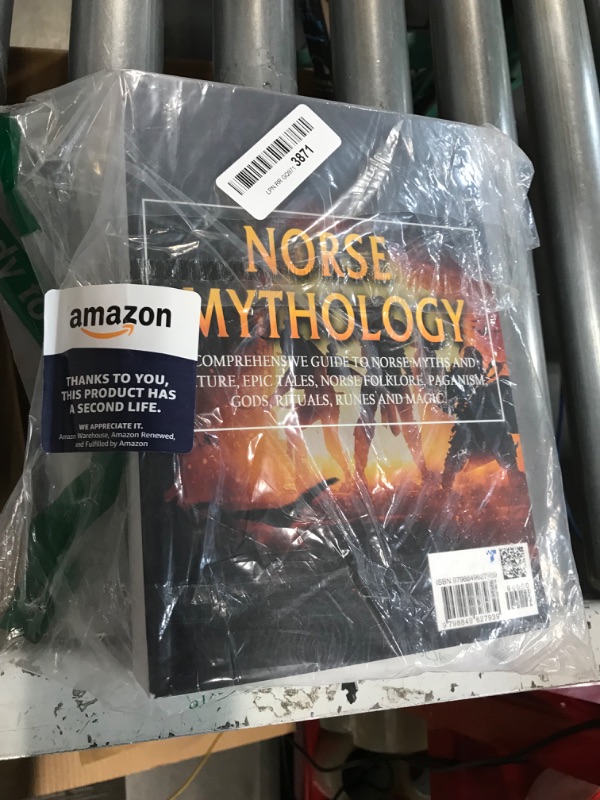 3871
NORSE
MYTHOLOGY
COMPREHENSIVE GUIDE TO NORSE MYTHS AND
TURE, EPIC TALES, NORSE FOLKLORE, PAGANISM,
GODS, RITUALS, RUNES AND MAGIC.
amazon
THANKS TO YOU,
THIS PRODUCT HAS
A SECOND LIFE.
WE APPRECIATE IT.
Amazon Warehouse, Amazon Renewed,
and Fulfilled by Amazon
ISBN